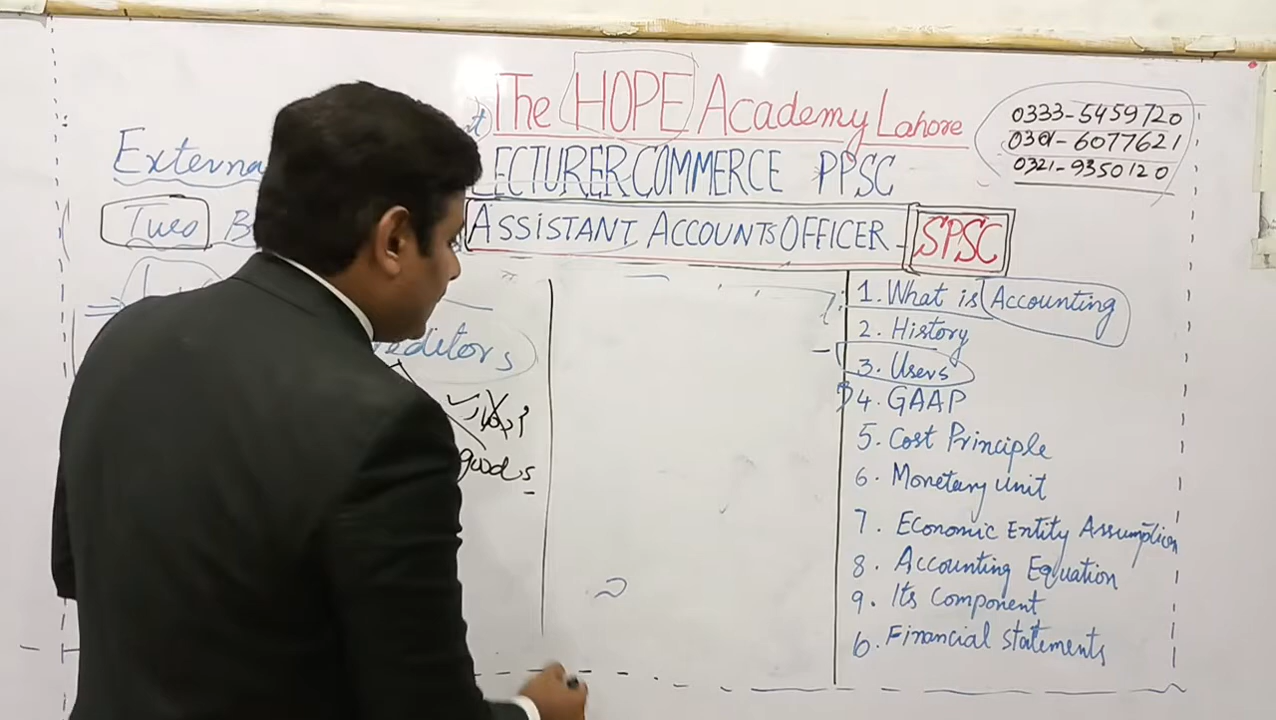 The HOPE Academy Lahore
0333-5459720
0301-6077621
0321-9350120
Externa
LECTURER COMMERCE PPSC
ASSISTANT ACCOUNTS OFFICER - SPSC
editors
ادھار
goods
1. What is Accounting
2. History
3. Users
4. GAAP
5. Cost Principle
6. Monetary unit
7. Economic Entity Assumption
8. Accounting Equation
9. Its Component
10. Financial statements